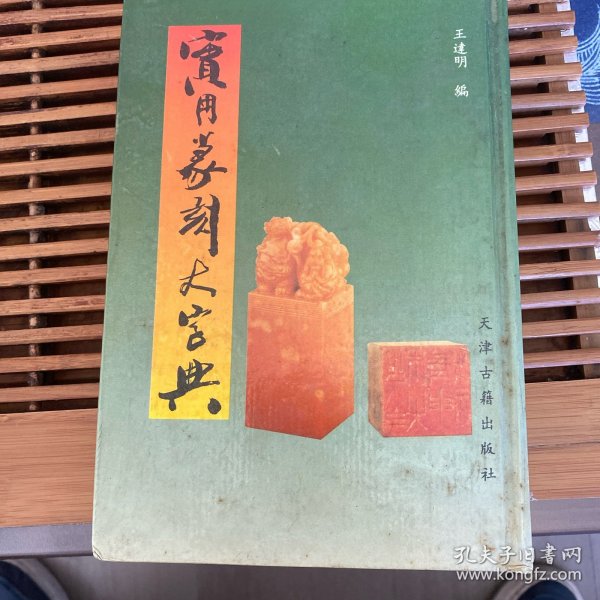 實用篆刻大字典
王達明 編
天津古籍出版社
孔夫子旧书网
www.kongfz.com